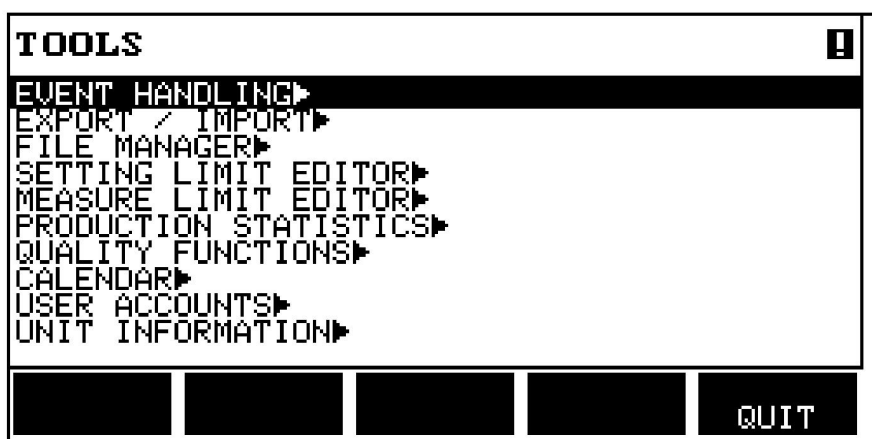 TOOLS !
EVENT HANDLING▶
EXPORT / IMPORT▶
FILE MANAGER▶
SETTING LIMIT EDITOR▶
MEASURE LIMIT EDITOR▶
PRODUCTION STATISTICS▶
QUALITY FUNCTIONS▶
CALENDAR▶
USER ACCOUNTS▶
UNIT INFORMATION▶
QUIT